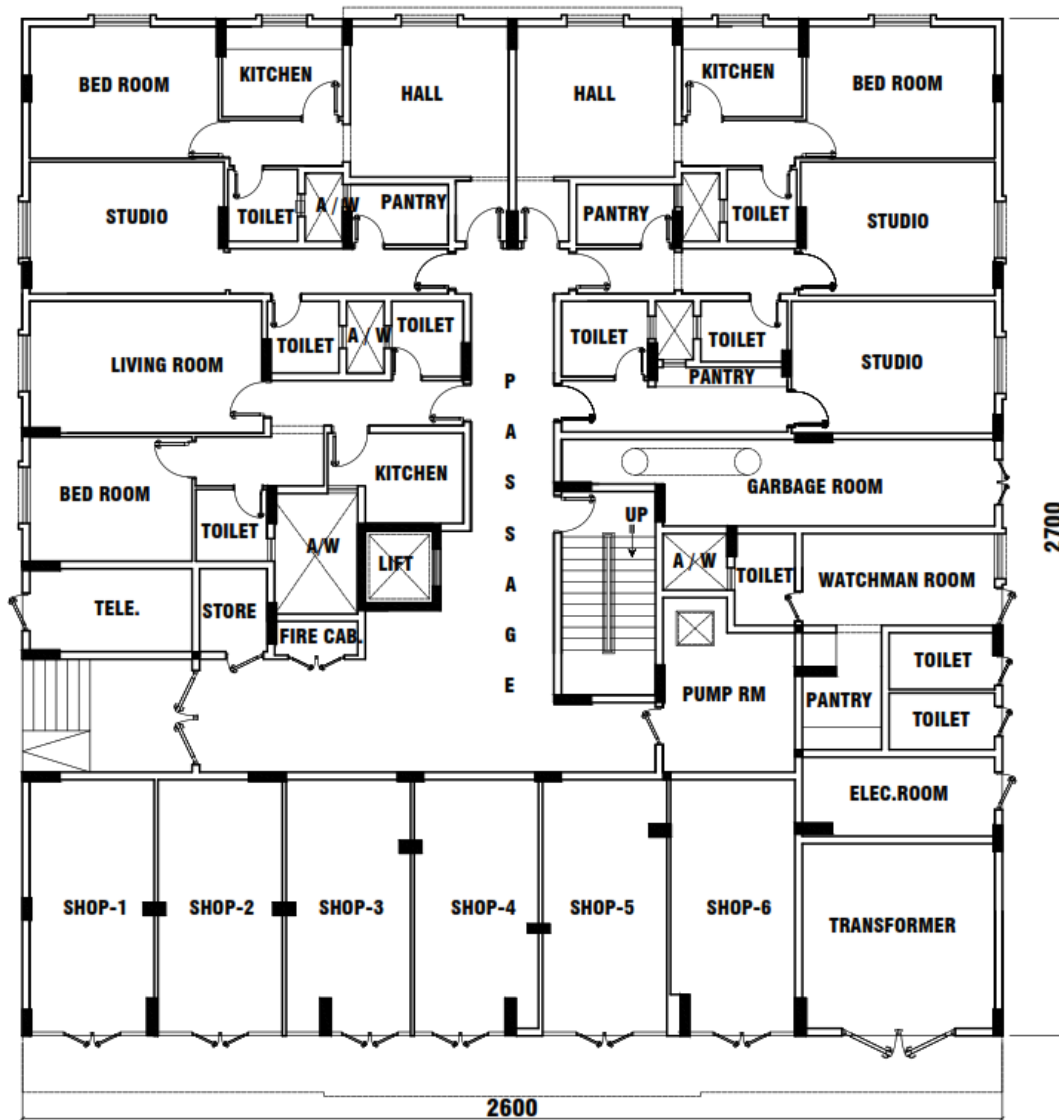 BED ROOM
KITCHEN
HALL
HALL
KITCHEN
BED ROOM
STUDIO
TOILET
A / W
PANTRY
PANTRY
TOILET
STUDIO
LIVING ROOM
TOILET
A / W
TOILET
TOILET
TOILET
PANTRY
STUDIO
PASSAGE
BED ROOM
TOILET
A/W
KITCHEN
LIFT
GARBAGE ROOM
UP
A / W
TOILET
WATCHMAN ROOM
2700
TELE.
STORE
FIRE CAB.
PUMP RM
PANTRY
TOILET
TOILET
ELEC.ROOM
SHOP-1
SHOP-2
SHOP-3
SHOP-4
SHOP-5
SHOP-6
TRANSFORMER
2600